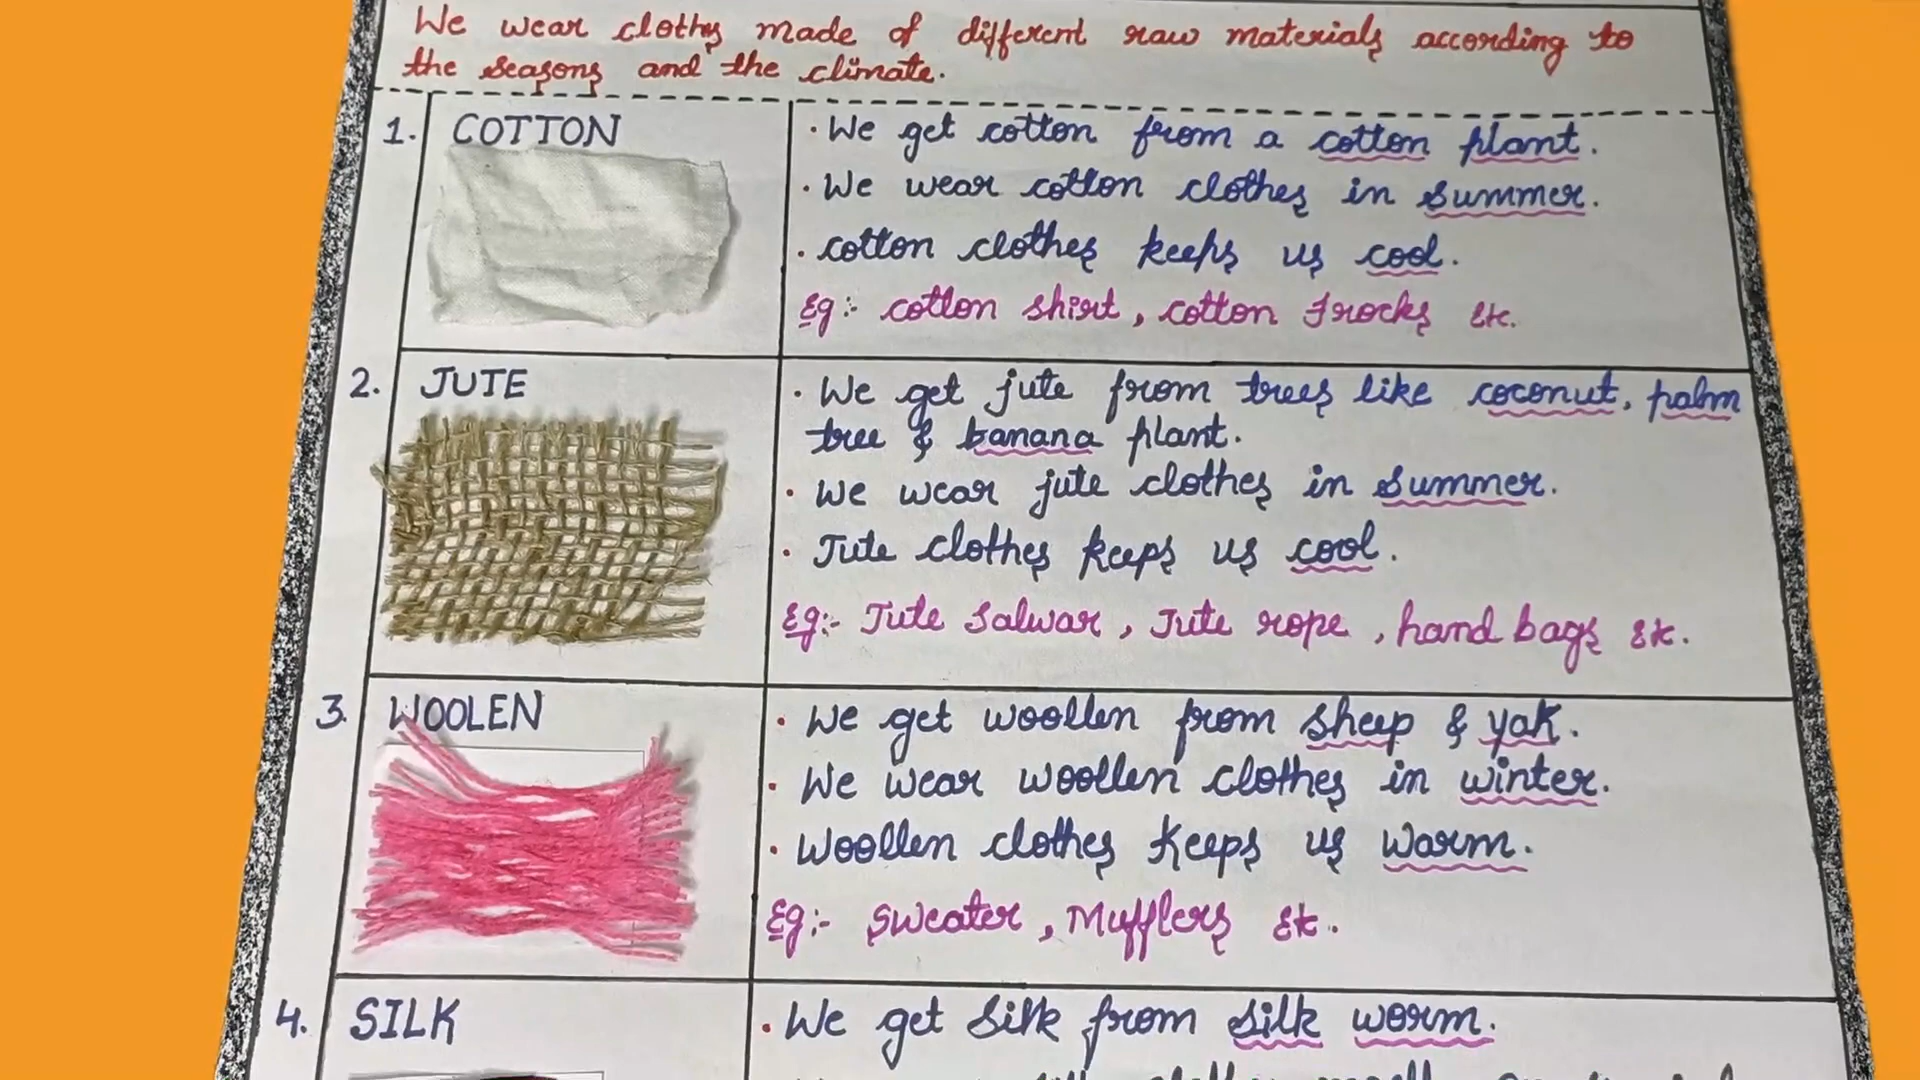 We wear clothes made of different raw materials according to
the seasons and the climate.
1. COTTON
· We get cotton from a cotton plant.
· We wear cotton clothes in summer.
· cotton clothes keeps us cool.
Eg:- cotton shirt, cotton frocks Etc.
2. JUTE
· We get jute from trees like coconut, palm
tree & banana plant.
· We wear jute clothes in summer.
· Jute clothes keeps us cool.
Eg:- Jute Salwar, Jute rope, hand bags Etc.
3. WOOLEN
· We get woollen from sheep & yak.
· We wear woollen clothes in winter.
· Woollen clothes keeps us warm.
Eg:- Sweater, Mufflers Etc.
4. SILK
· We get silk from silk worm.